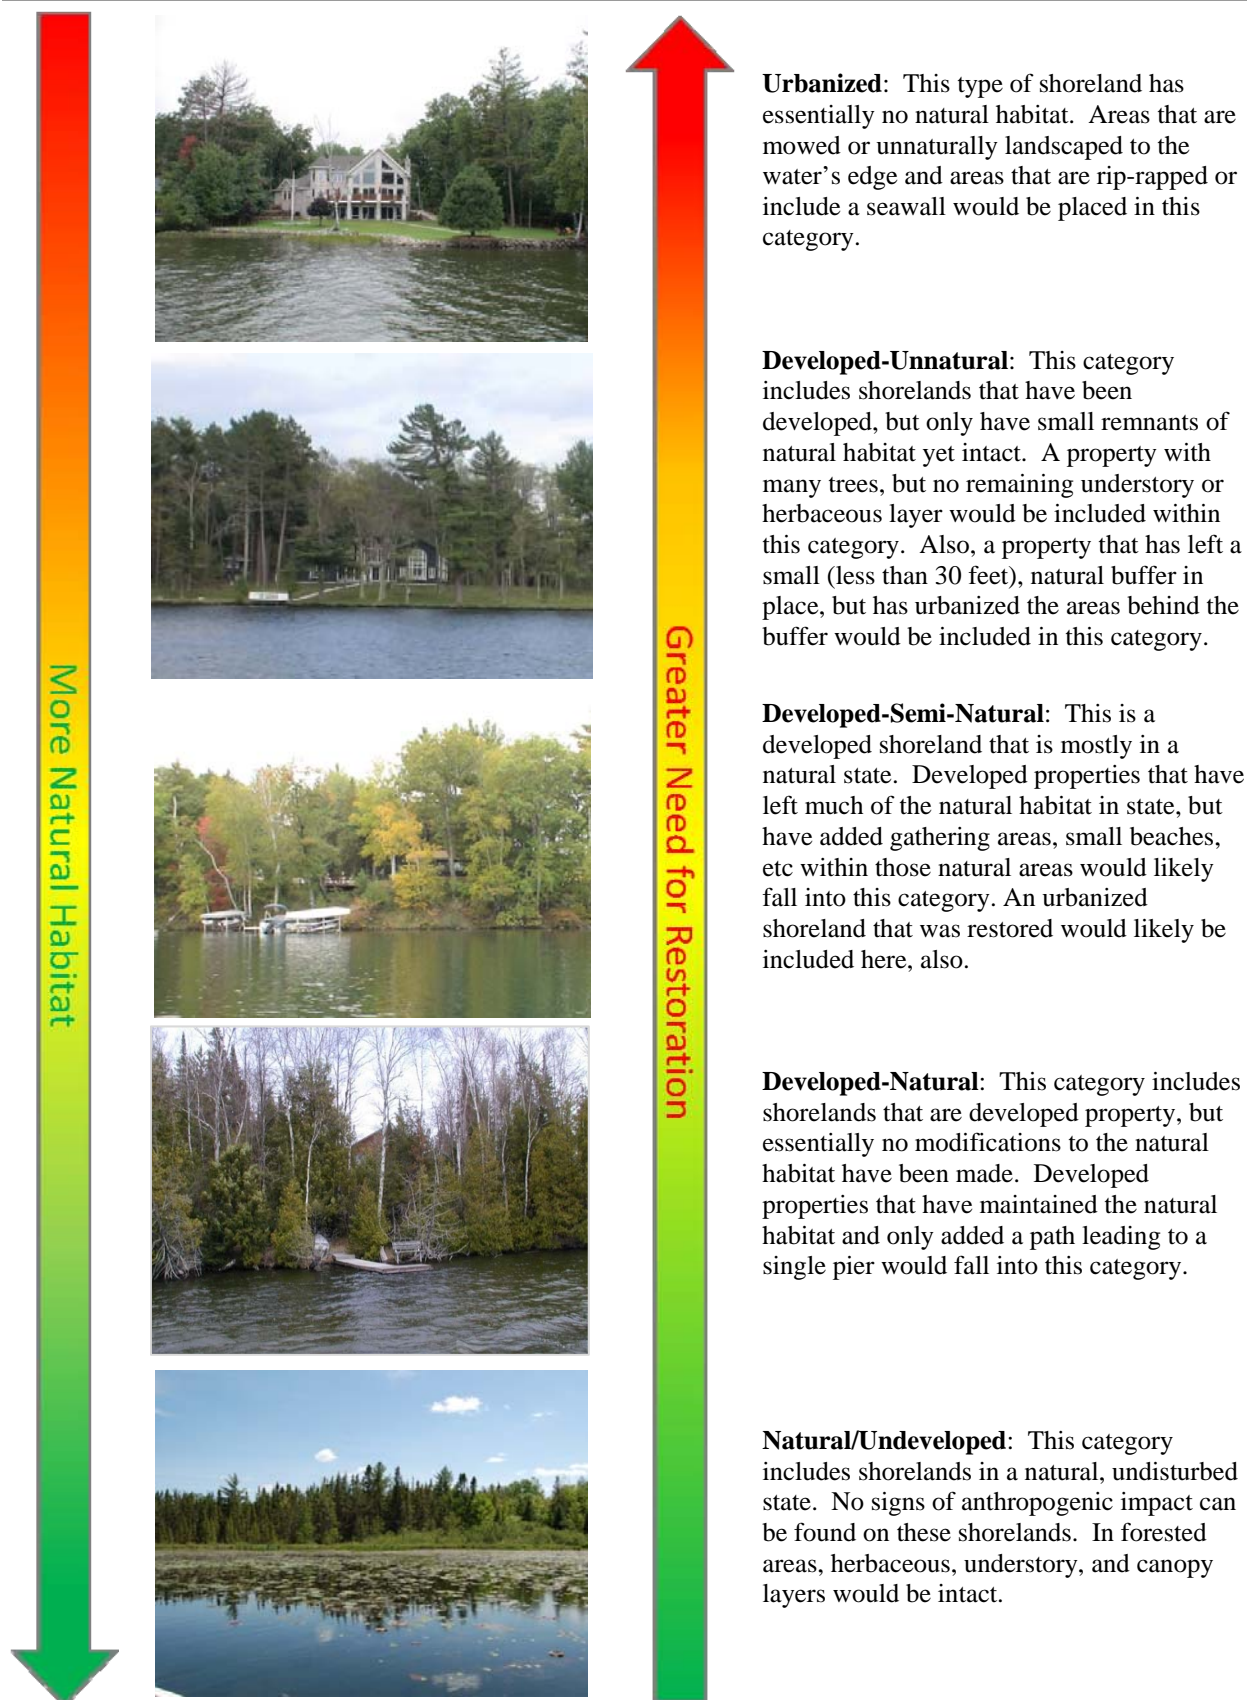 Urbanized: This type of shoreland has
essentially no natural habitat. Areas that are
mowed or unnaturally landscaped to the
water's edge and areas that are rip-rapped or
include a seawall would be placed in this
category.
Developed-Unnatural: This category
includes shorelands that have been
developed, but only have small remnants of
natural habitat yet intact. A property with
many trees, but no remaining understory or
herbaceous layer would be included within
this category. Also, a property that has left a
small (less than 30 feet), natural buffer in
place, but has urbanized the areas behind the
buffer would be included in this category.
More Natural Habitat
Greater Need for Restoration
Developed-Semi-Natural: This is a
developed shoreland that is mostly in a
natural state. Developed properties that have
left much of the natural habitat in state, but
have added gathering areas, small beaches,
etc within those natural areas would likely
fall into this category. An urbanized
shoreland that was restored would likely be
included here, also.
Developed-Natural: This category includes
shorelands that are developed property, but
essentially no modifications to the natural
habitat have been made. Developed
properties that have maintained the natural
habitat and only added a path leading to a
single pier would fall into this category.
Natural/Undeveloped: This category
includes shorelands in a natural, undisturbed
state. No signs of anthropogenic impact can
be found on these shorelands. In forested
areas, herbaceous, understory, and canopy
layers would be intact.